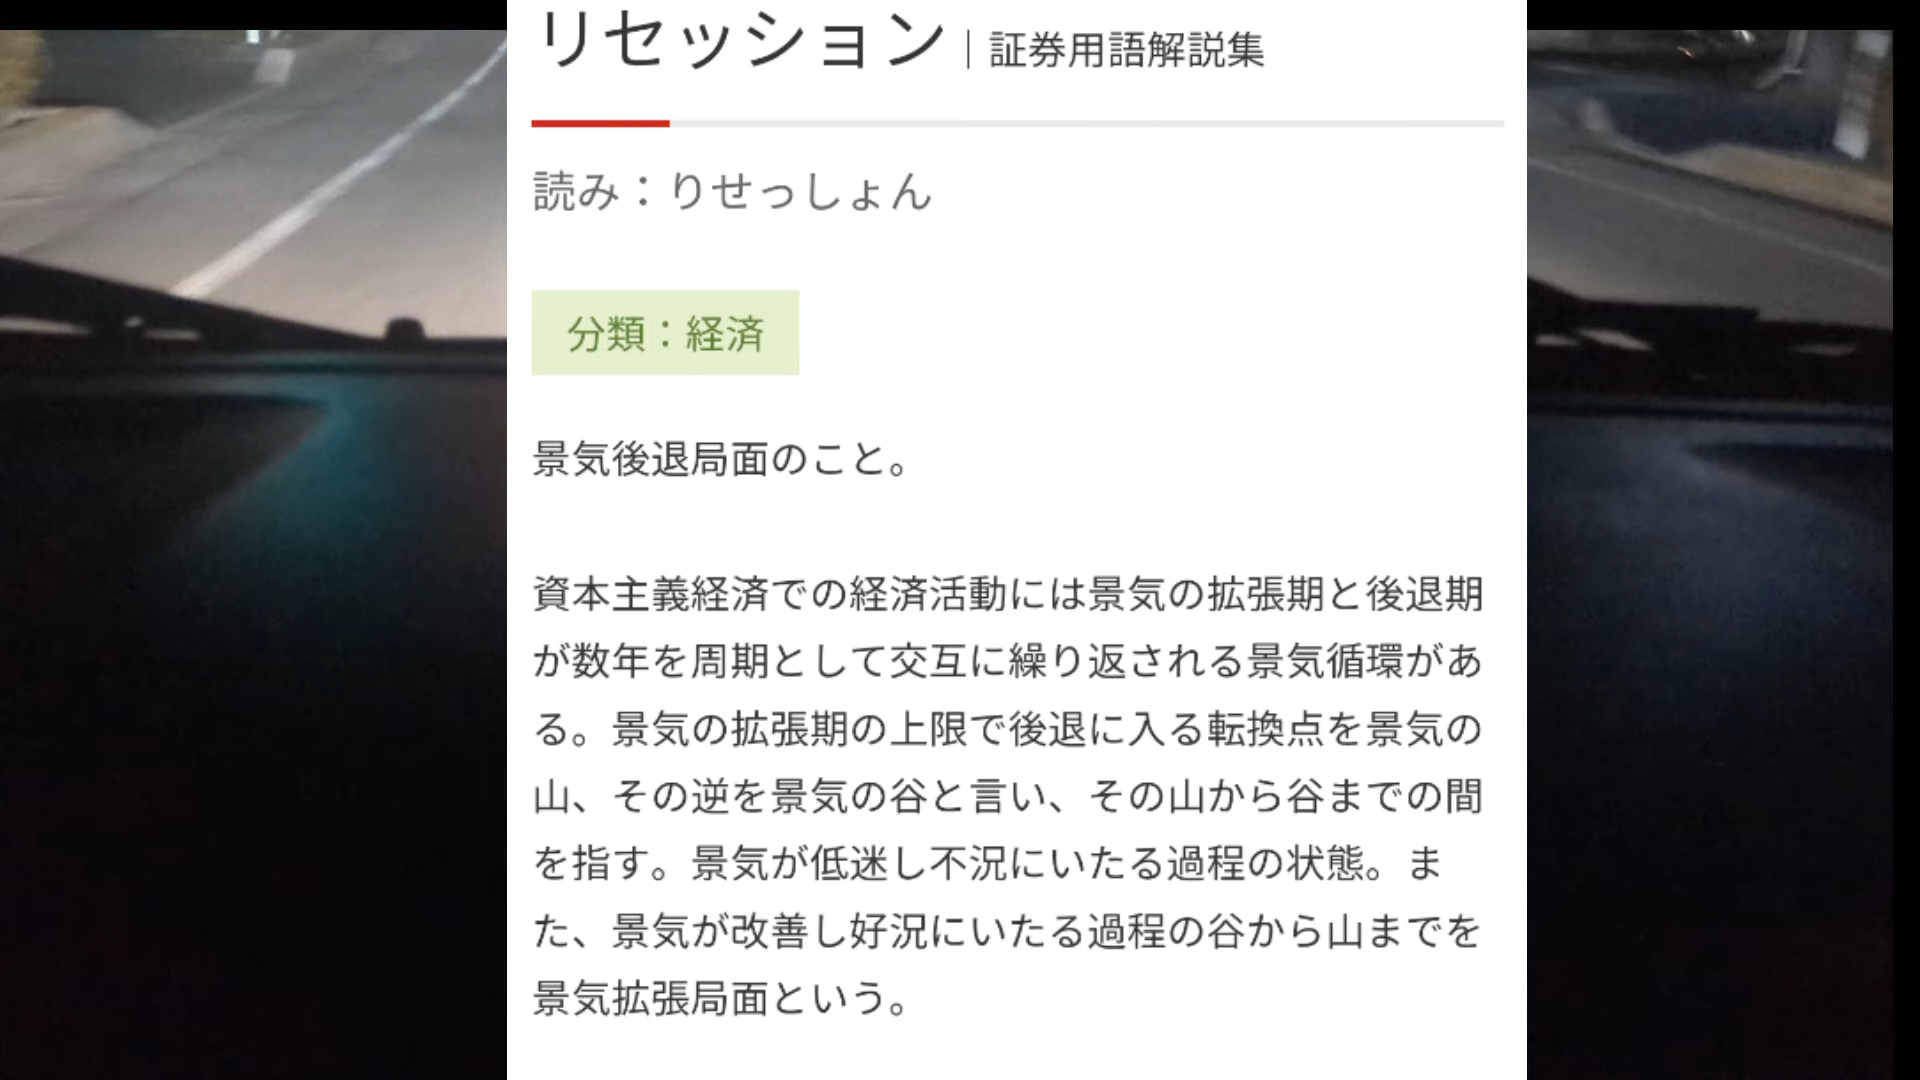 リセッション｜証券用語解説集
読み：りせっしょん
分類：経済
景気後退局面のこと。
資本主義経済での経済活動には景気の拡張期と後退期
が数年を周期として交互に繰り返される景気循環があ
る。景気の拡張期の上限で後退に入る転換点を景気の
山、その逆を景気の谷と言い、その山から谷までの間
を指す。景気が低迷し不況にいたる過程の状態。ま
た、景気が改善し好況にいたる過程の谷から山までを
景気拡張局面という。